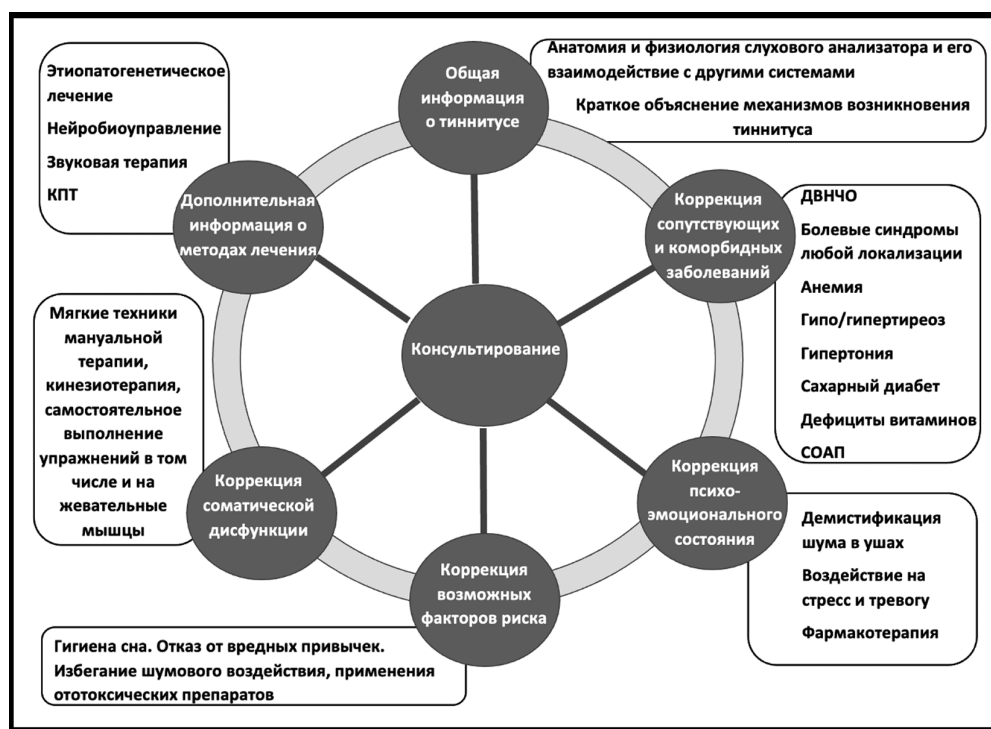 Общая
информация
о тиннитусе
Анатомия и физиология слухового анализатора и его
взаимодействие с другими системами
Краткое объяснение механизмов возникновения
тиннитуса
Коррекция
сопутствующих
и коморбидных
заболеваний
ДВНЧО
Болевые синдромы
любой локализации
Анемия
Гипо/гипертиреоз
Гипертония
Сахарный диабет
Дефициты витаминов
СОАП
Коррекция
психо-
эмоционального
состояния
Демистификация
шума в ушах
Воздействие на
стресс и тревогу
Фармакотерапия
Коррекция
возможных
факторов риска
Гигиена сна. Отказ от вредных привычек.
Избегание шумового воздействия, применения
ототоксических препаратов
Коррекция
соматической
дисфункции
Мягкие техники
мануальной
терапии,
кинезиотерапия,
самостоятельное
выполнение
упражнений в том
числе и на
жевательные
мышцы
Дополнительная
информация о
методах лечения
Этиопатогенетическое
лечение
Нейробиоуправление
Звуковая терапия
КПТ
Консультирование